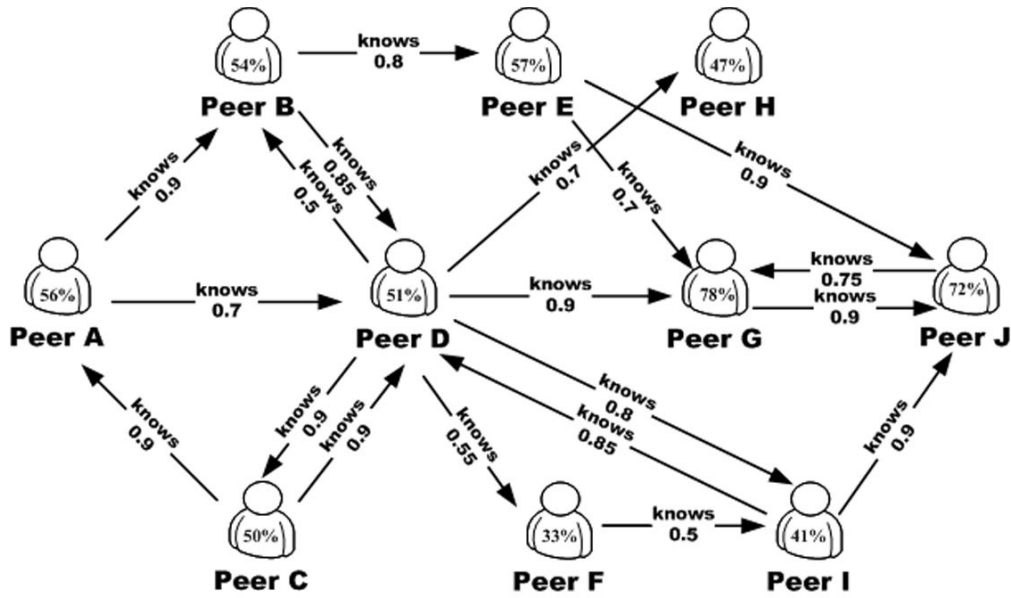 54%
Peer B
knows
0.8
57%
Peer E
47%
Peer H
knows
0.9
knows
0.85
knows
0.5
knows
0.7
knows
0.7
knows
0.9
56%
Peer A
knows
0.7
51%
Peer D
knows
0.9
78%
Peer G
knows
0.75
knows
0.9
72%
Peer J
knows
0.9
knows
0.9
knows
0.9
knows
0.55
knows
0.8
knows
0.85
knows
0.9
50%
Peer C
33%
Peer F
knows
0.5
41%
Peer I